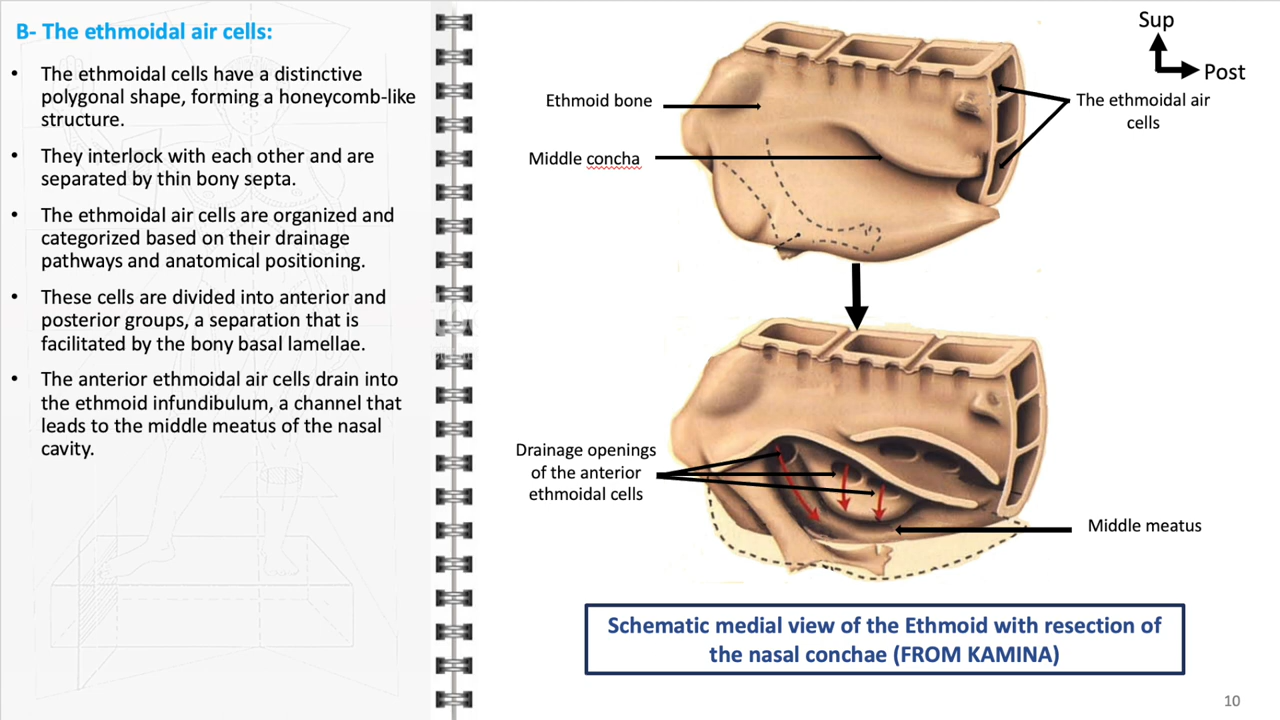 B- The ethmoidal air cells:
• The ethmoidal cells have a distinctive
polygonal shape, forming a honeycomb-like
structure.
• They interlock with each other and are
separated by thin bony septa.
• The ethmoidal air cells are organized and
categorized based on their drainage
pathways and anatomical positioning.
• These cells are divided into anterior and
posterior groups, a separation that is
facilitated by the bony basal lamellae.
• The anterior ethmoidal air cells drain into
the ethmoid infundibulum, a channel that
leads to the middle meatus of the nasal
cavity.
Sup
Post
Ethmoid bone
The ethmoidal air
cells
Middle concha
Drainage openings
of the anterior
ethmoidal cells
Middle meatus
Schematic medial view of the Ethmoid with resection of
the nasal conchae (FROM KAMINA)
10